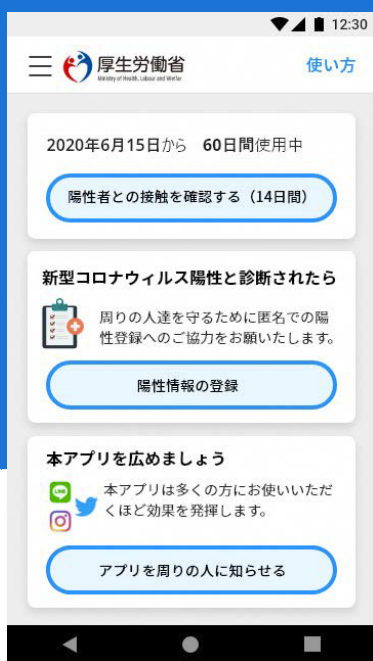 12:30
厚生労働省
Ministry of Health, Labour and Welfare
使い方
2020年6月15日から 60日間使用中
陽性者との接触を確認する（14日間）
新型コロナウィルス陽性と診断されたら
周りの人達を守るために匿名での陽
性登録へのご協力をお願いたします。
陽性情報の登録
本アプリを広めましょう
LINE
本アプリは多くの方にお使いいただ
くほど効果を発揮します。
アプリを周りの人に知らせる